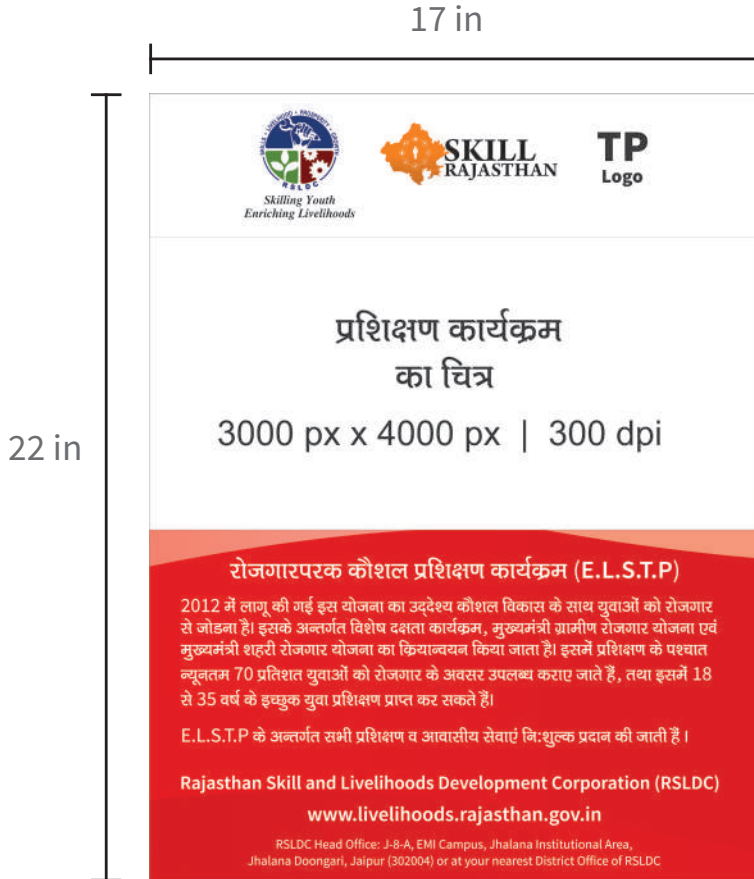 17 in
22 in
SKILLS • LIVELIHOOD • PROSPERITY • GROWTH
RSLDC
Skilling Youth
Enriching Livelihoods
SKILL
RAJASTHAN
TP
Logo
प्रशिक्षण कार्यक्रम
का चित्र
3000 px x 4000 px | 300 dpi
रोजगारपरक कौशल प्रशिक्षण कार्यक्रम (E.L.S.T.P)
2012 में लागू की गई इस योजना का उद्देश्य कौशल विकास के साथ युवाओं को रोजगार
से जोडना है। इसके अन्तर्गत विशेष दक्षता कार्यक्रम, मुख्यमंत्री ग्रामीण रोजगार योजना एवं
मुख्यमंत्री शहरी रोजगार योजना का क्रियान्वयन किया जाता है। इसमें प्रशिक्षण के पश्चात
न्यूनतम 70 प्रतिशत युवाओं को रोजगार के अवसर उपलब्ध कराए जाते हैं, तथा इसमें 18
से 35 वर्ष के इच्छुक युवा प्रशिक्षण प्राप्त कर सकते हैं।
E.L.S.T.P के अन्तर्गत सभी प्रशिक्षण व आवासीय सेवाएं नि:शुल्क प्रदान की जाती हैं ।
Rajasthan Skill and Livelihoods Development Corporation (RSLDC)
www.livelihoods.rajasthan.gov.in
RSLDC Head Office: J-8-A, EMI Campus, Jhalana Institutional Area,
Jhalana Doongari, Jaipur (302004) or at your nearest District Office of RSLDC